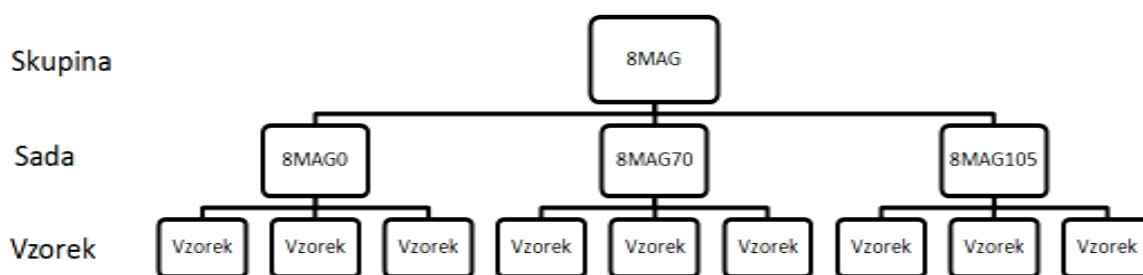 Skupina 8MAG
Sada 8MAG0 8MAG70 8MAG105
Vzorek Vzorek Vzorek Vzorek Vzorek Vzorek Vzorek Vzorek Vzorek Vzorek